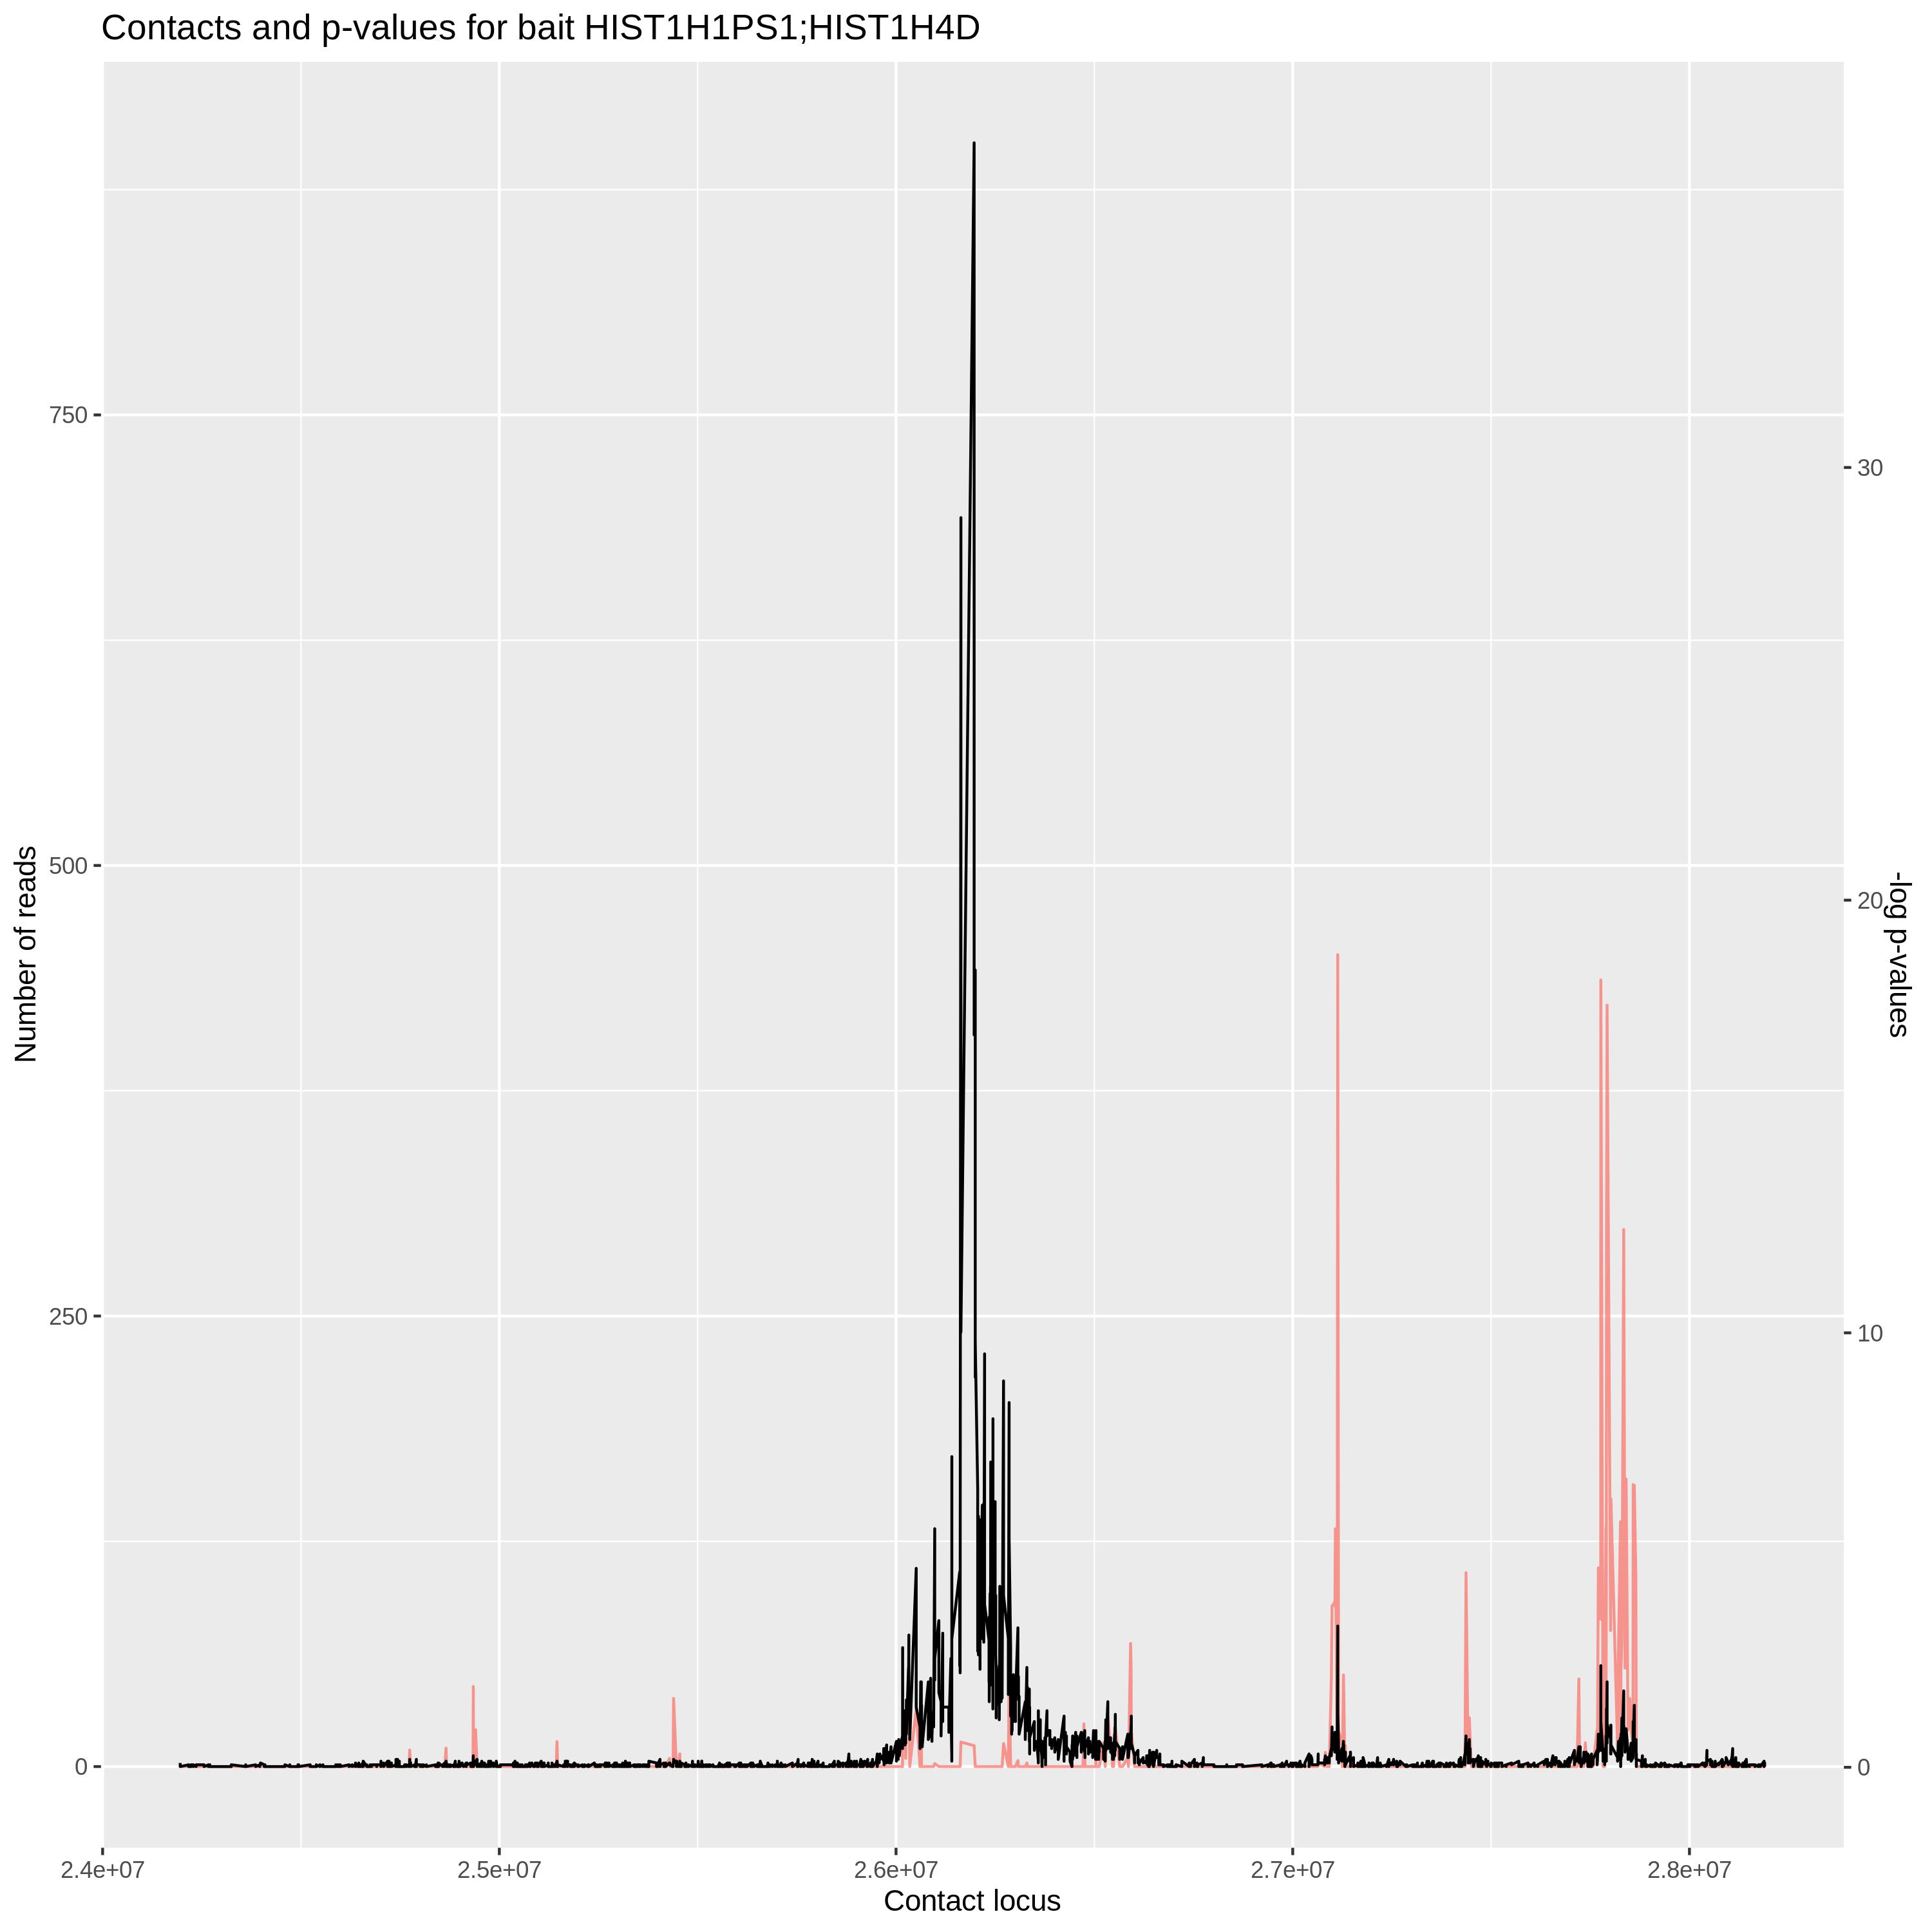 Contacts and p-values for bait HIST1H1PS1;HIST1H4D
Number of reads
750
500
250
0
30
20
10
0
-log p-values
2.4e+07 2.5e+07 2.6e+07 2.7e+07 2.8e+07
Contact locus